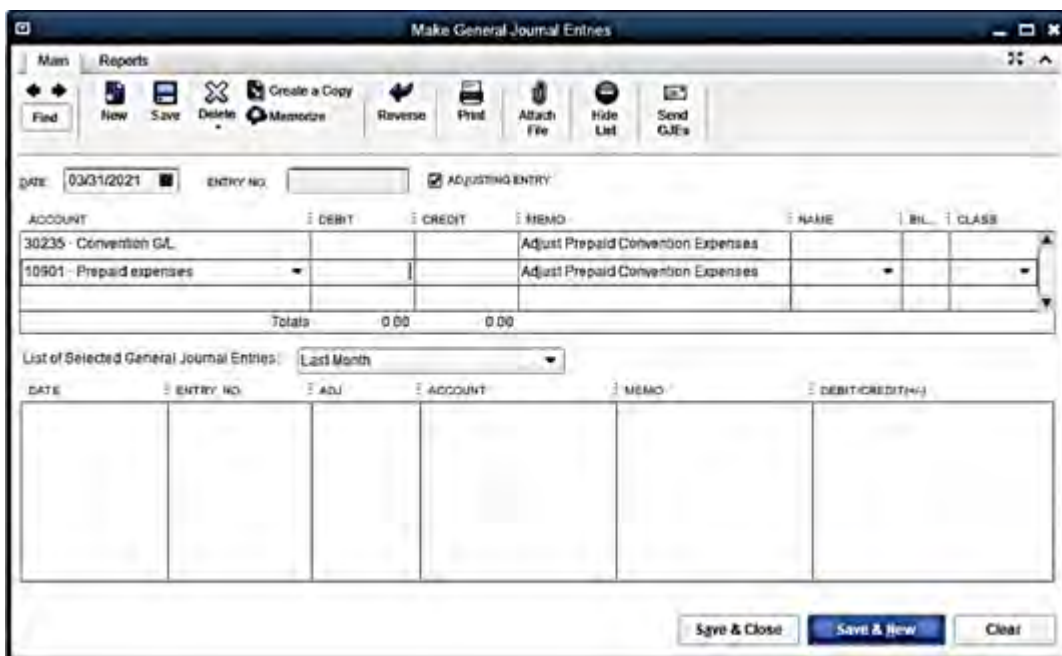 Make General Journal Entries
Main Reports
Find New Save Delete Create a Copy Memorize Reverse Print Attach File Hide List Send GJEs
DATE 03/31/2021 ENTRY NO. ADJUSTING ENTRY
ACCOUNT DEBIT CREDIT MEMO NAME BIL... CLASS
30235 · Convention G/L Adjust Prepaid Convention Expenses
10901 · Prepaid expenses Adjust Prepaid Convention Expenses
Totals 0.00 0.00
List of Selected General Journal Entries: Last Month
DATE ENTRY NO. ADJ ACCOUNT MEMO DEBIT/CREDIT(+/-)
Save & Close Save & New Clear